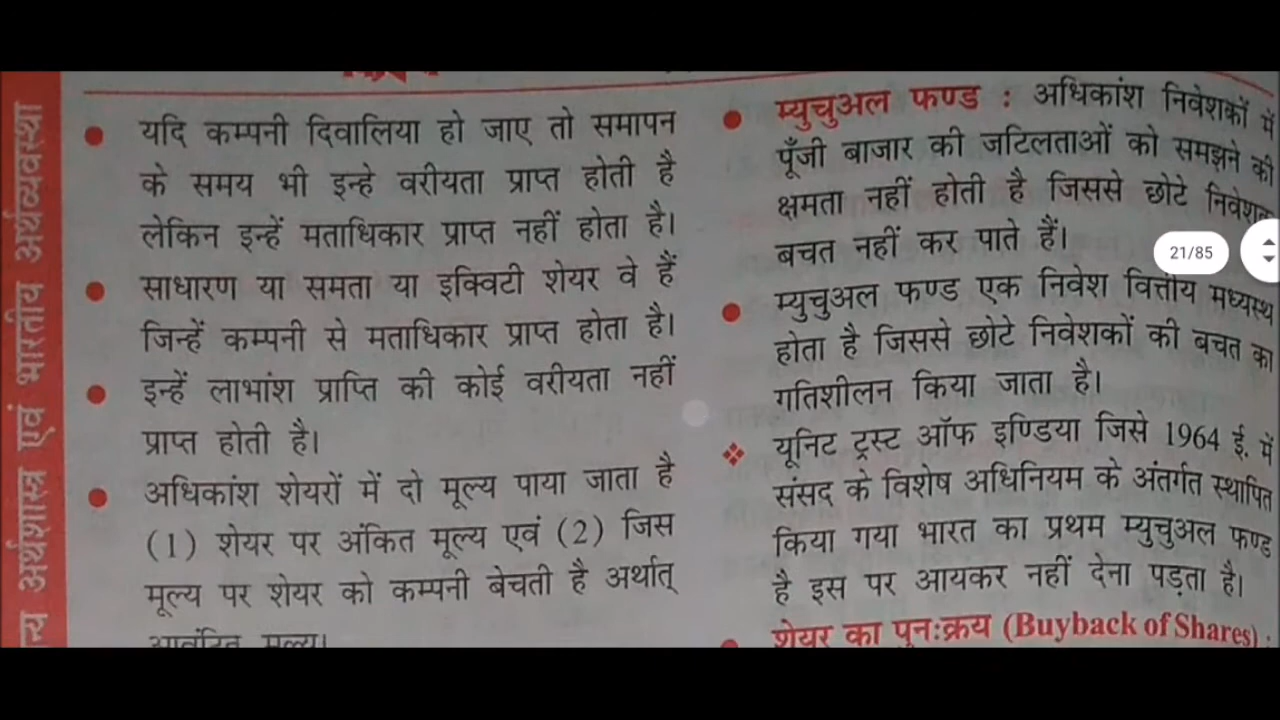 यदि कम्पनी दिवालिया हो जाए तो समापन
के समय भी इन्हे वरीयता प्राप्त होती है
लेकिन इन्हें मताधिकार प्राप्त नहीं होता है।
साधारण या समता या इक्विटी शेयर वे हैं
जिन्हें कम्पनी से मताधिकार प्राप्त होता है।
इन्हें लाभांश प्राप्ति की कोई वरीयता नहीं
प्राप्त होती है।
अधिकांश शेयरों में दो मूल्य पाया जाता है
(1) शेयर पर अंकित मूल्य एवं (2) जिस
मूल्य पर शेयर को कम्पनी बेचती है अर्थात्
आवंटित मूल्य।
म्युचुअल फण्ड : अधिकांश निवेशकों में
पूँजी बाजार की जटिलताओं को समझने की
क्षमता नहीं होती है जिससे छोटे
बचत नहीं कर पाते हैं।
म्युचुअल फण्ड एक निवेश वित्तीय मध्यस्थ
होता है जिससे छोटे निवेशकों की बचत का
गतिशीलन किया जाता है।
यूनिट ट्रस्ट ऑफ इण्डिया जिसे 1964 ई. में
संसद के विशेष अधिनियम के अंतर्गत स्थापित
किया गया भारत का प्रथम म्युचुअल फण्ड
है इस पर आयकर नहीं देना पड़ता है।
शेयर का पुनःक्रय (Buyback of Shares) :
21/85
अर्थशास्त्र एवं भारतीय अर्थव्यवस्था